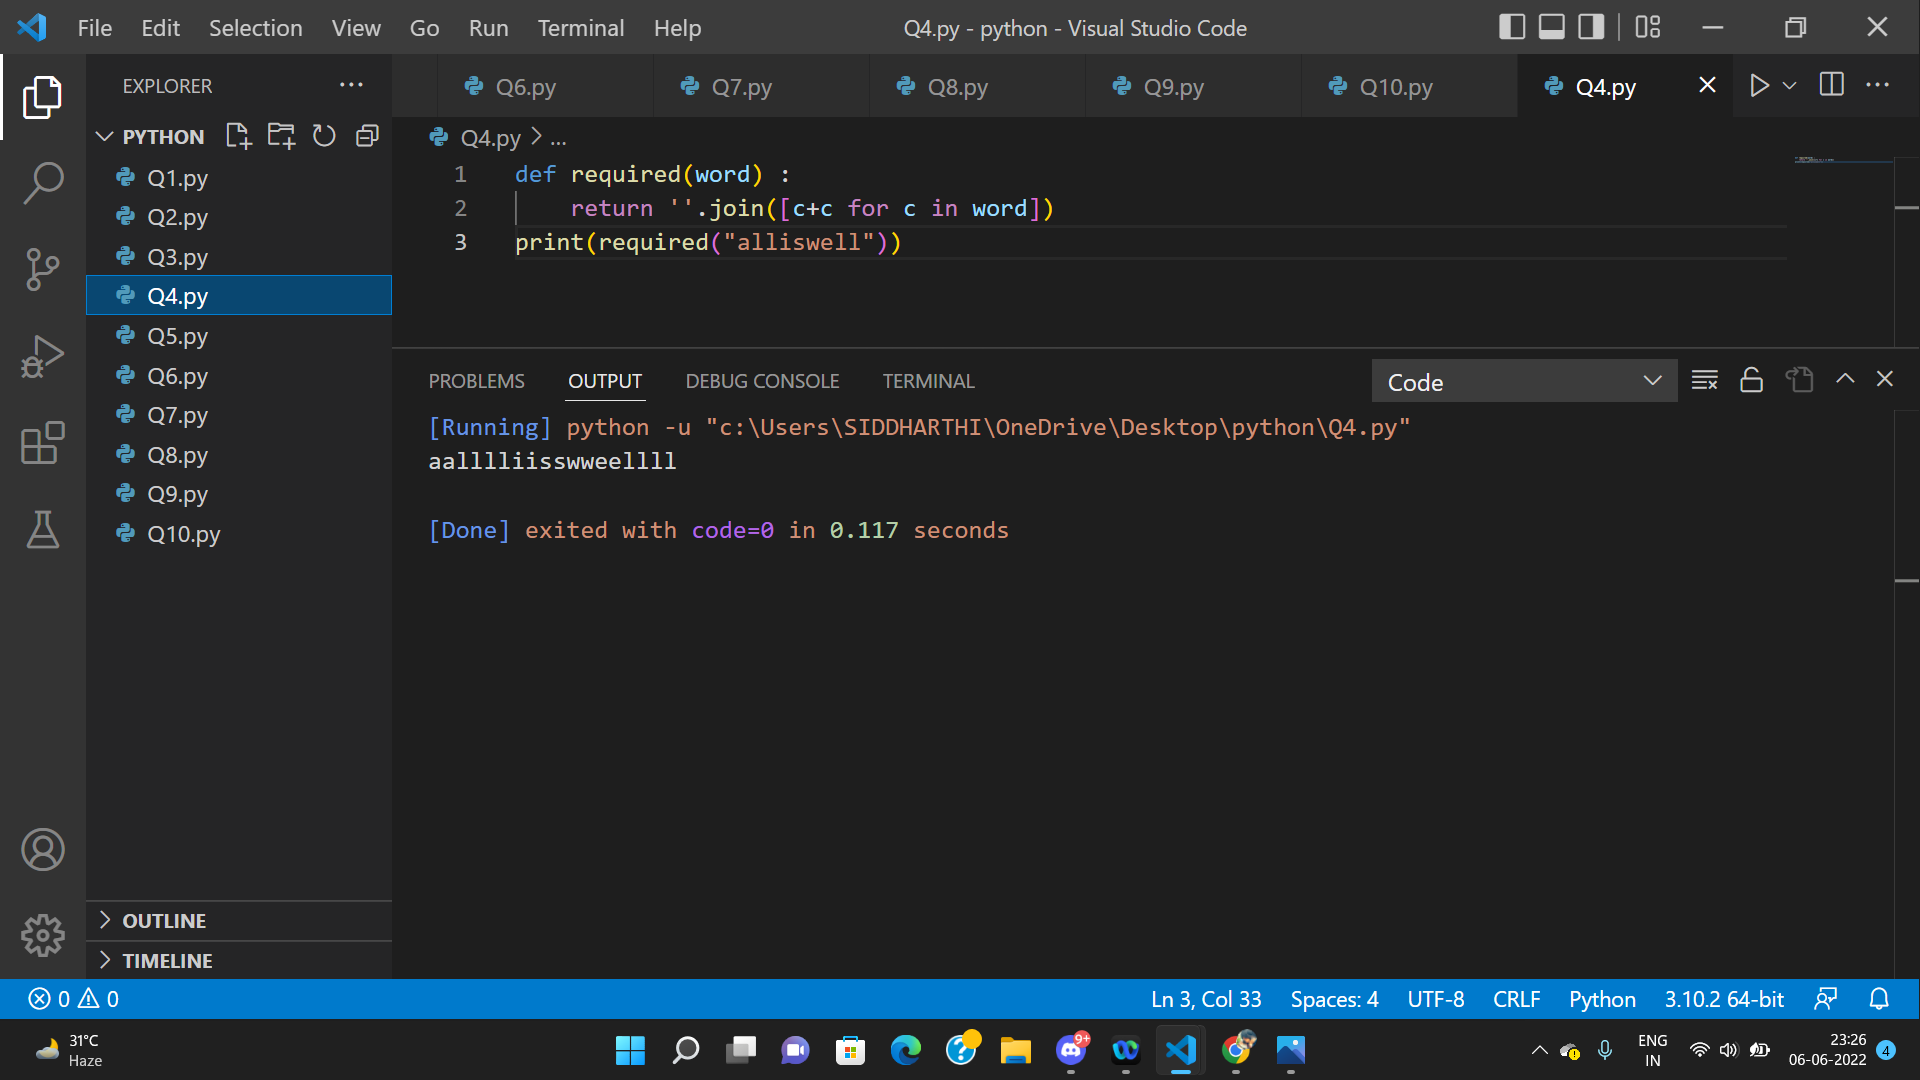 File Edit Selection View Go Run Terminal Help
Q4.py - python - Visual Studio Code
EXPLORER
PYTHON
Q1.py
Q2.py
Q3.py
Q4.py
Q5.py
Q6.py
Q7.py
Q8.py
Q9.py
Q10.py
OUTLINE
TIMELINE
Q6.py Q7.py Q8.py Q9.py Q10.py Q4.py
Q4.py > ...
1 def required(word) :
2 return ''.join([c+c for c in word])
3 print(required("alliswell"))
PROBLEMS OUTPUT DEBUG CONSOLE TERMINAL
Code
[Running] python -u "c:\Users\SIDDHARTHI\OneDrive\Desktop\python\Q4.py"
aalllliisswweellll
[Done] exited with code=0 in 0.117 seconds
0 0
Ln 3, Col 33 Spaces: 4 UTF-8 CRLF Python 3.10.2 64-bit
31°C
Haze
9+
ENG
IN
23:26
06-06-2022
4